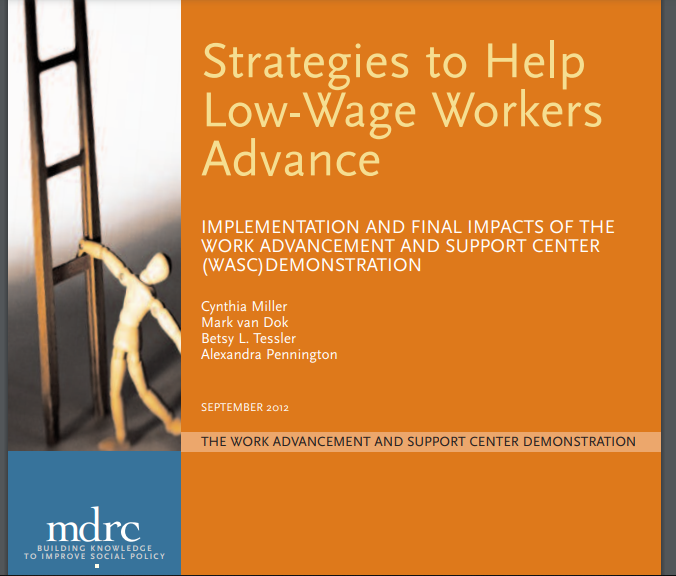 Strategies to Help
Low-Wage Workers
Advance
IMPLEMENTATION AND FINAL IMPACTS OF THE
WORK ADVANCEMENT AND SUPPORT CENTER
(WASC)DEMONSTRATION
Cynthia Miller
Mark van Dok
Betsy L. Tessler
Alexandra Pennington
SEPTEMBER 2012
THE WORK ADVANCEMENT AND SUPPORT CENTER DEMONSTRATION
mdrc
BUILDING KNOWLEDGE
TO IMPROVE SOCIAL POLICY